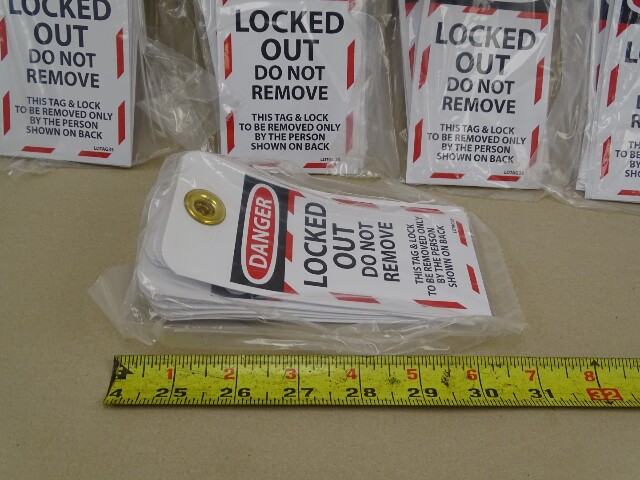 LOCKED
OUT
DO NOT
REMOVE
THIS TAG & LOCK
TO BE REMOVED ONLY
BY THE PERSON
SHOWN ON BACK
LOTAG35
LOCKED
OUT
DO NOT
REMOVE
THIS TAG & LOCK
TO BE REMOVED ONLY
BY THE PERSON
SHOWN ON BACK
LOTAG35
LOCKED
OUT
DO NOT
REMOVE
THIS TAG & LOCK
TO BE REMOVED ONLY
BY THE PERSON
SHOWN ON BACK
DANGER
LOCKED
OUT
DO NOT
REMOVE
THIS TAG & LOCK
TO BE REMOVED ONLY
BY THE PERSON
SHOWN ON BACK
1 2 3 4 5 6 7 8
4 25 26 27 28 29 30 31 32